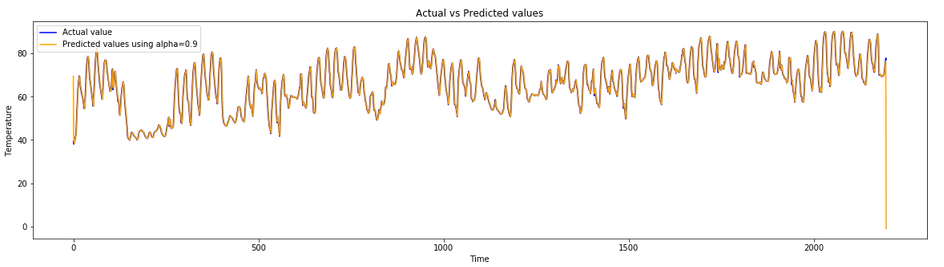 Actual vs Predicted values
Actual value
Predicted values using alpha=0.9
Temperature
80
60
40
20
0
0 500 1000 1500 2000
Time